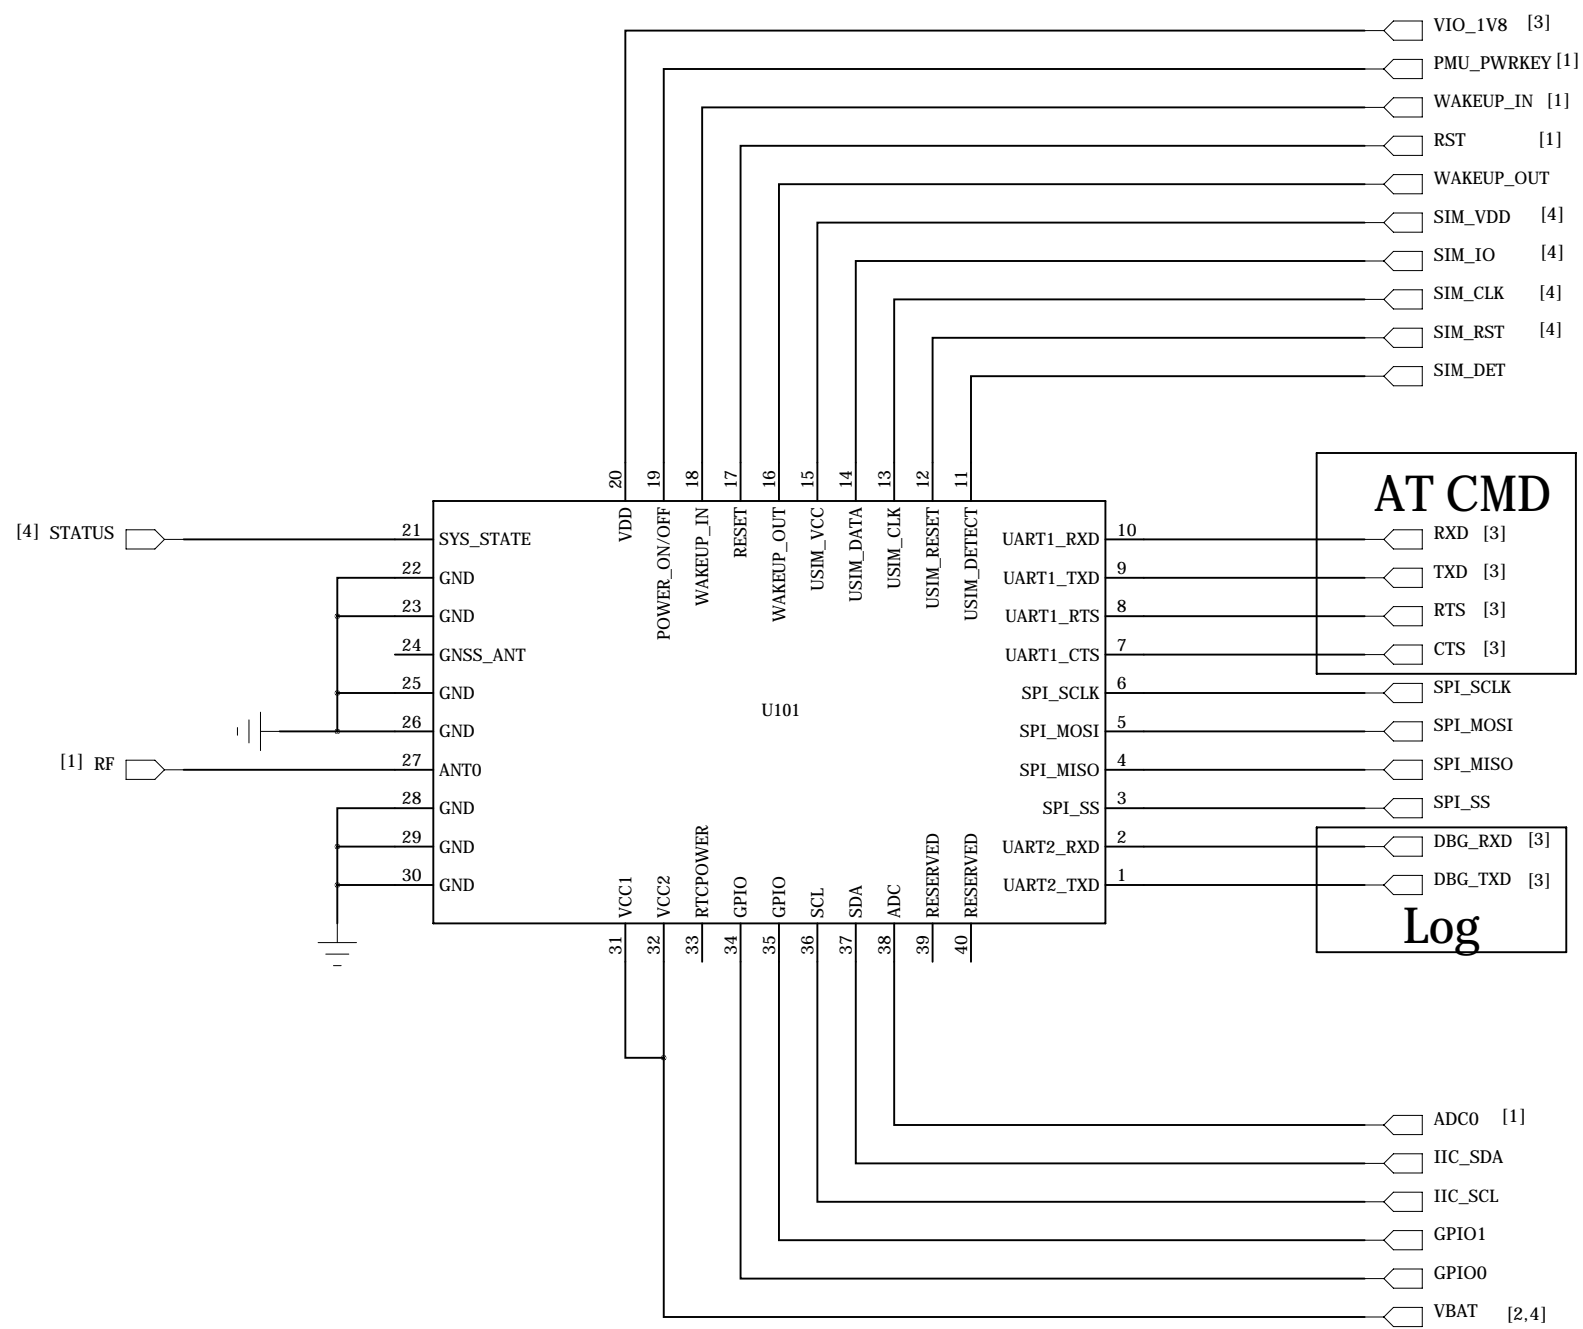 VIO_1V8 [3]
PMU_PWRKEY [1]
WAKEUP_IN [1]
RST [1]
WAKEUP_OUT
SIM_VDD [4]
SIM_IO [4]
SIM_CLK [4]
SIM_RST [4]
SIM_DET
20 19 18 17 16 15 14 13 12 11
VDD
POWER_ON/OFF
WAKEUP_IN
RESET
WAKEUP_OUT
USIM_VCC
USIM_DATA
USIM_CLK
USIM_RESET
USIM_DETECT
[4] STATUS 21 SYS_STATE
22 GND
23 GND
24 GNSS_ANT
25 GND
26 GND
[1] RF 27 ANT0
28 GND
29 GND
30 GND
U101
AT CMD
UART1_RXD 10 RXD [3]
UART1_TXD 9 TXD [3]
UART1_RTS 8 RTS [3]
UART1_CTS 7 CTS [3]
SPI_SCLK 6 SPI_SCLK
SPI_MOSI 5 SPI_MOSI
SPI_MISO 4 SPI_MISO
SPI_SS 3 SPI_SS
UART2_RXD 2 DBG_RXD [3]
UART2_TXD 1 DBG_TXD [3]
Log
VCC1
VCC2
RTCPOWER
GPIO
GPIO
SCL
SDA
ADC
RESERVED
RESERVED
31 32 33 34 35 36 37 38 39 40
ADC0 [1]
IIC_SDA
IIC_SCL
GPIO1
GPIO0
VBAT [2,4]